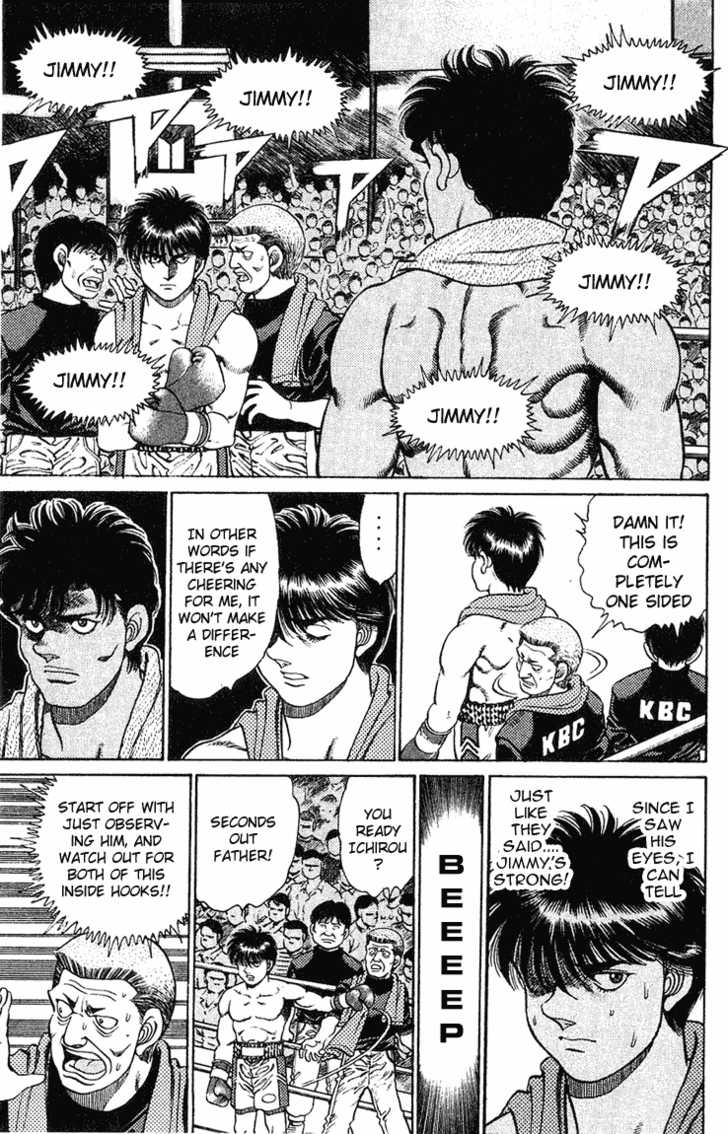 JIMMY!!
JIMMY!!
JIMMY!!
JIMMY!!
JIMMY!!
JIMMY!!
DAMN IT!
THIS IS
COM-
PLETELY
ONE SIDED
KBC
KBC
....
IN OTHER
WORDS IF
THERE'S ANY
CHEERING
FOR ME, IT
WON'T MAKE
A DIFFER-
ENCE
SINCE I
SAW
HIS
EYES, I
CAN
TELL
JUST
LIKE
THEY
SAID....
JIMMY'S
STRONG!
BEEEEP
YOU
READY
ICHIROU
?
SECONDS
OUT
FATHER!
START OFF WITH
JUST OBSERV-
ING HIM, AND
WATCH OUT FOR
BOTH OF THIS
INSIDE HOOKS!!